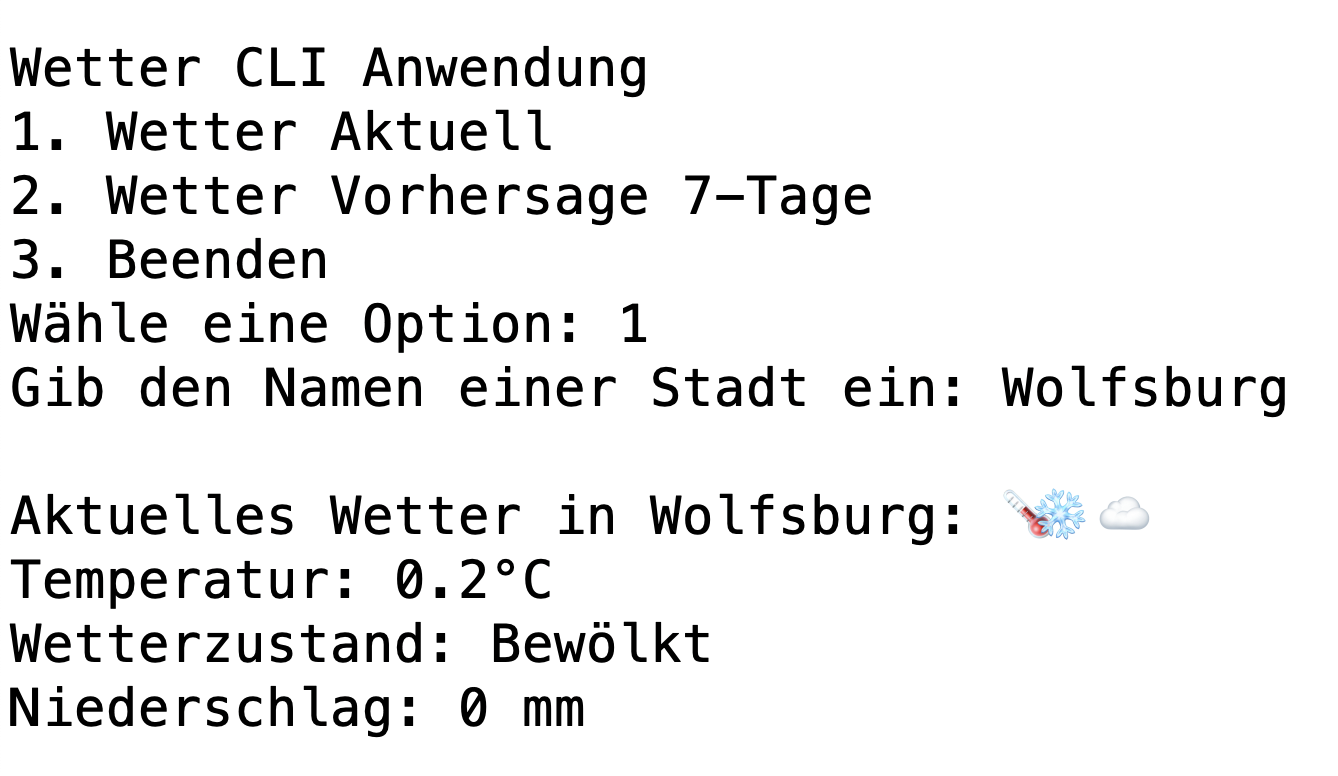 Wetter CLI Anwendung
1. Wetter Aktuell
2. Wetter Vorhersage 7-Tage
3. Beenden
Wähle eine Option: 1
Gib den Namen einer Stadt ein: Wolfsburg
Aktuelles Wetter in Wolfsburg: 🌡❄️☁️
Temperatur: 0.2°C
Wetterzustand: Bewölkt
Niederschlag: 0 mm